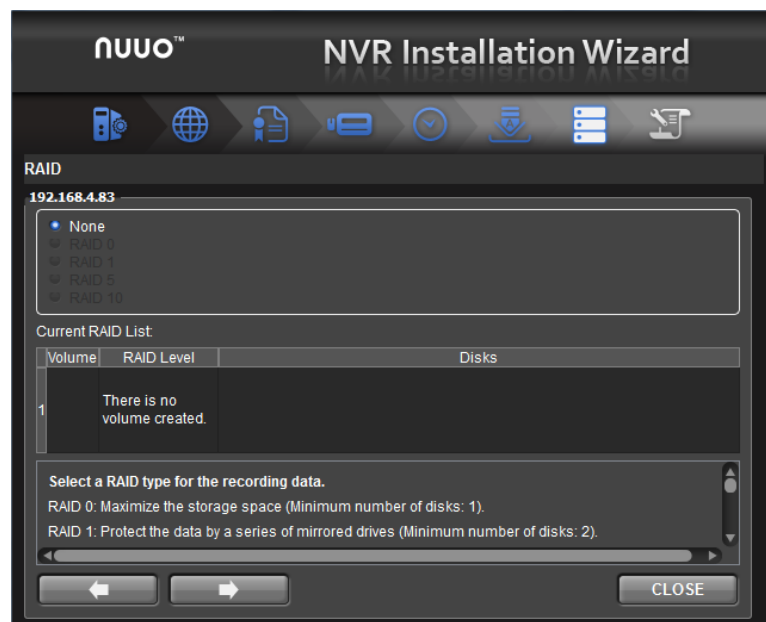 nuuo™
NVR Installation Wizard
RAID
192.168.4.83
None
RAID 0
RAID 1
RAID 5
RAID 10
Current RAID List:
Volume RAID Level Disks
1 There is no
volume created.
Select a RAID type for the recording data.
RAID 0: Maximize the storage space (Minimum number of disks: 1).
RAID 1: Protect the data by a series of mirrored drives (Minimum number of disks: 2).
CLOSE